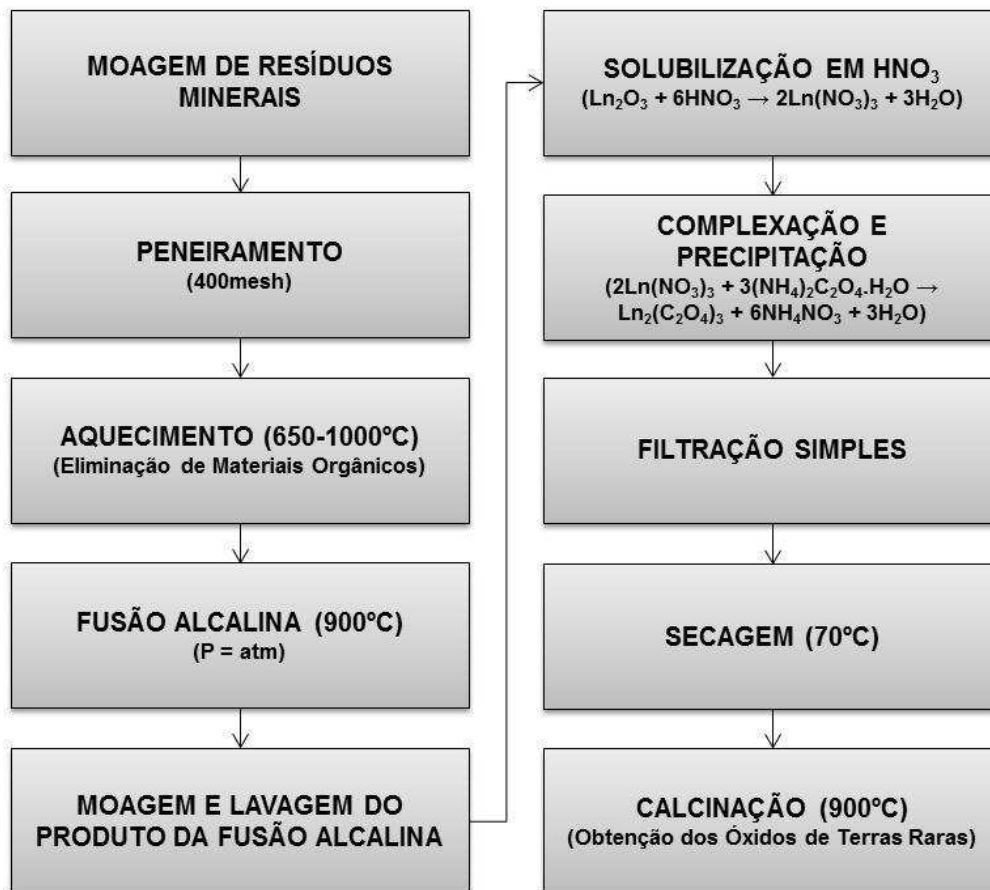 MOAGEM DE RESÍDUOS
MINERAIS
PENEIRAMENTO
(400mesh)
AQUECIMENTO (650-1000ºC)
(Eliminação de Materiais Orgânicos)
FUSÃO ALCALINA (900ºC)
(P = atm)
MOAGEM E LAVAGEM DO
PRODUTO DA FUSÃO ALCALINA
SOLUBILIZAÇÃO EM HNO₃
(Ln₂O₃ + 6HNO₃ → 2Ln(NO₃)₃ + 3H₂O)
COMPLEXAÇÃO E
PRECIPITAÇÃO
(2Ln(NO₃)₃ + 3(NH₄)₂C₂O₄.H₂O →
Ln₂(C₂O₄)₃ + 6NH₄NO₃ + 3H₂O)
FILTRAÇÃO SIMPLES
SECAGEM (70ºC)
CALCINAÇÃO (900ºC)
(Obtenção dos Óxidos de Terras Raras)